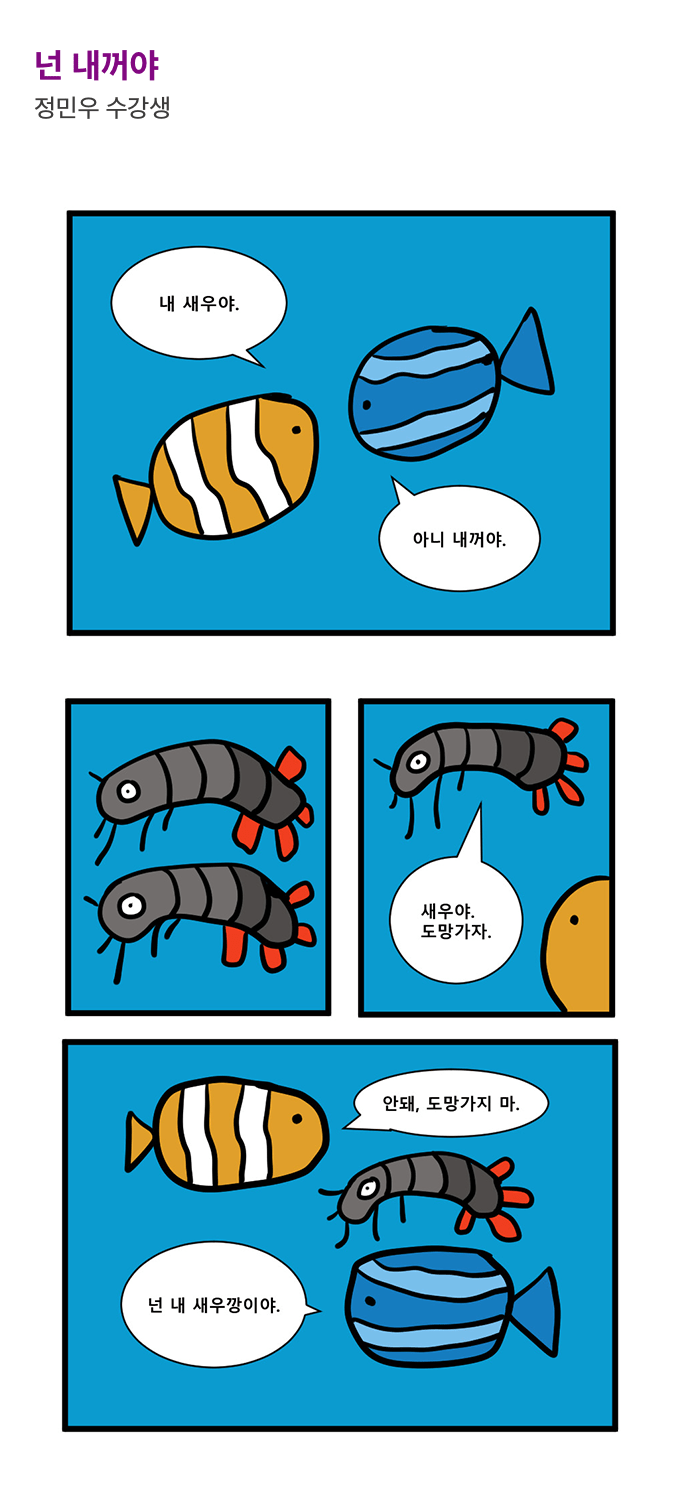 넌 내꺼야
정민우 수강생
내 새우야.
아니 내꺼야.
새우야.
도망가자.
안돼, 도망가지 마.
넌 내 새우깡이야.